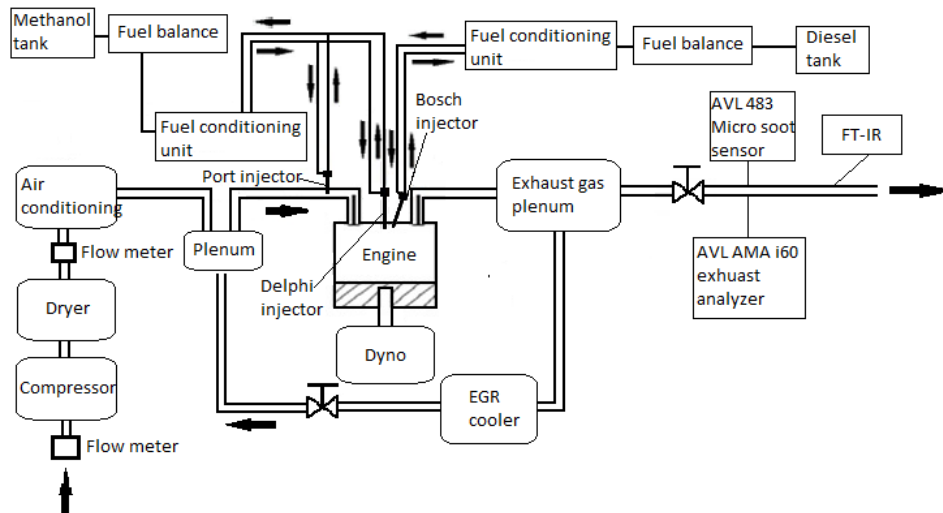 Methanol
tank
Fuel balance
Fuel conditioning
unit
Fuel balance
Diesel
tank
Fuel conditioning
unit
Bosch
injector
AVL 483
Micro soot
sensor
FT-IR
Port injector
Air
conditioning
Exhaust gas
plenum
Flow meter
Plenum
Engine
AVL AMA i60
exhuast
analyzer
Delphi
injector
Dryer
Dyno
Compressor
EGR
cooler
Flow meter